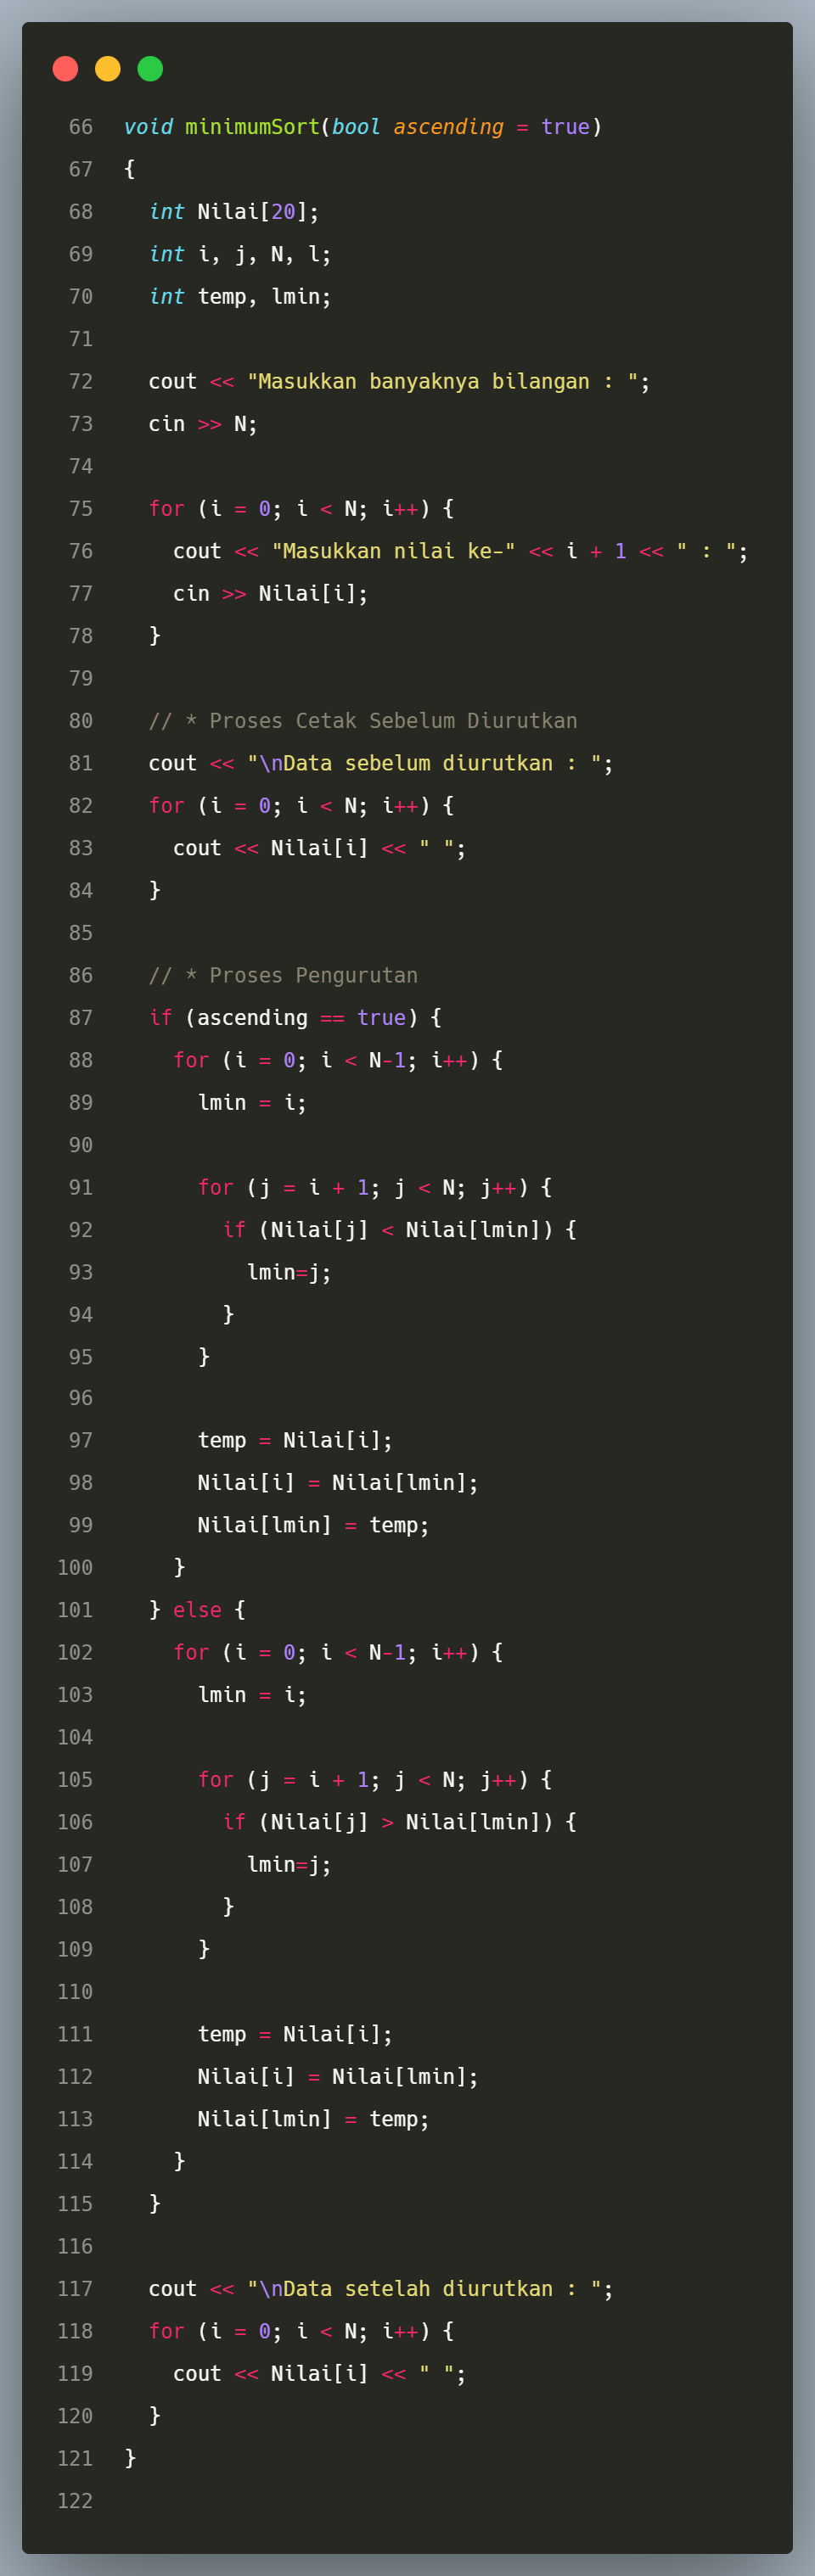 66 void minimumSort(bool ascending = true)
67 {
68   int Nilai[20];
69   int i, j, N, l;
70   int temp, lmin;
71
72   cout << "Masukkan banyaknya bilangan : ";
73   cin >> N;
74
75   for (i = 0; i < N; i++) {
76     cout << "Masukkan nilai ke-" << i + 1 << " : ";
77     cin >> Nilai[i];
78   }
79
80   // * Proses Cetak Sebelum Diurutkan
81   cout << "\nData sebelum diurutkan : ";
82   for (i = 0; i < N; i++) {
83     cout << Nilai[i] << " ";
84   }
85
86   // * Proses Pengurutan
87   if (ascending == true) {
88     for (i = 0; i < N-1; i++) {
89       lmin = i;
90
91       for (j = i + 1; j < N; j++) {
92         if (Nilai[j] < Nilai[lmin]) {
93           lmin=j;
94         }
95       }
96
97       temp = Nilai[i];
98       Nilai[i] = Nilai[lmin];
99       Nilai[lmin] = temp;
100     }
101   } else {
102     for (i = 0; i < N-1; i++) {
103       lmin = i;
104
105       for (j = i + 1; j < N; j++) {
106         if (Nilai[j] > Nilai[lmin]) {
107           lmin=j;
108         }
109       }
110
111       temp = Nilai[i];
112       Nilai[i] = Nilai[lmin];
113       Nilai[lmin] = temp;
114     }
115   }
116
117   cout << "\nData setelah diurutkan : ";
118   for (i = 0; i < N; i++) {
119     cout << Nilai[i] << " ";
120   }
121 }
122